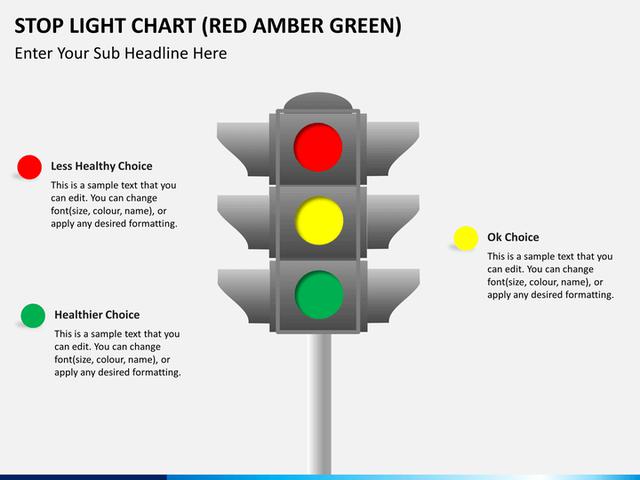 STOP LIGHT CHART (RED AMBER GREEN)
Enter Your Sub Headline Here
Less Healthy Choice
This is a sample text that you
can edit. You can change
font(size, colour, name), or
apply any desired formatting.
Ok Choice
This is a sample text that you
can edit. You can change
font(size, colour, name), or
apply any desired formatting.
Healthier Choice
This is a sample text that you
can edit. You can change
font(size, colour, name), or
apply any desired formatting.